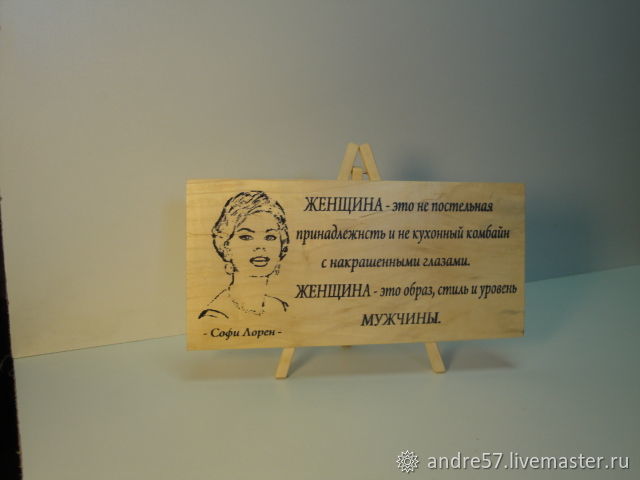 ЖЕНЩИНА - это не постельная
принадлежнсть и не кухонный комбайн
с накрашенными глазами.
ЖЕНЩИНА - это образ, стиль и уровень
МУЖЧИНЫ.
- Софи Лорен -
andre57.livemaster.ru